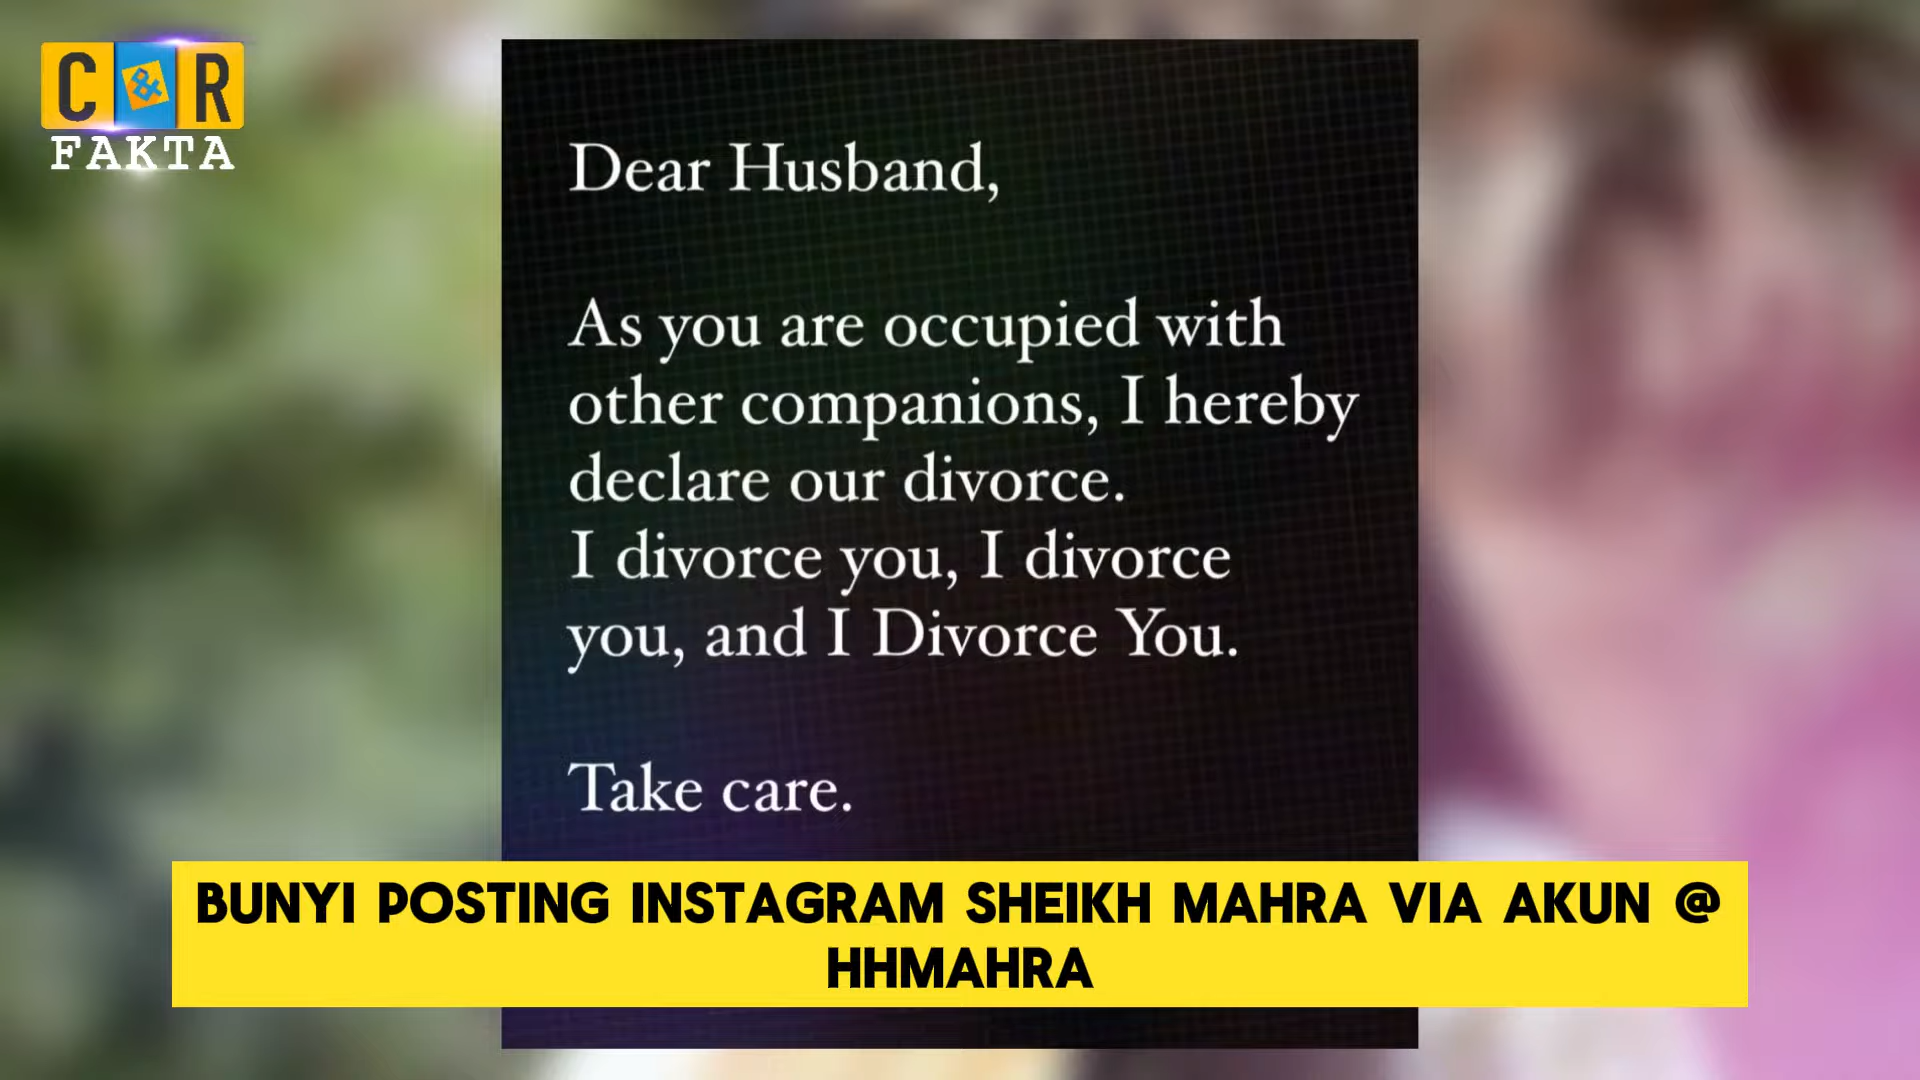 C&R
FAKTA
Dear Husband,
As you are occupied with
other companions, I hereby
declare our divorce.
I divorce you, I divorce
you, and I Divorce You.
Take care.
BUNYI POSTING INSTAGRAM SHEIKH MAHRA VIA AKUN @
HHMAHRA